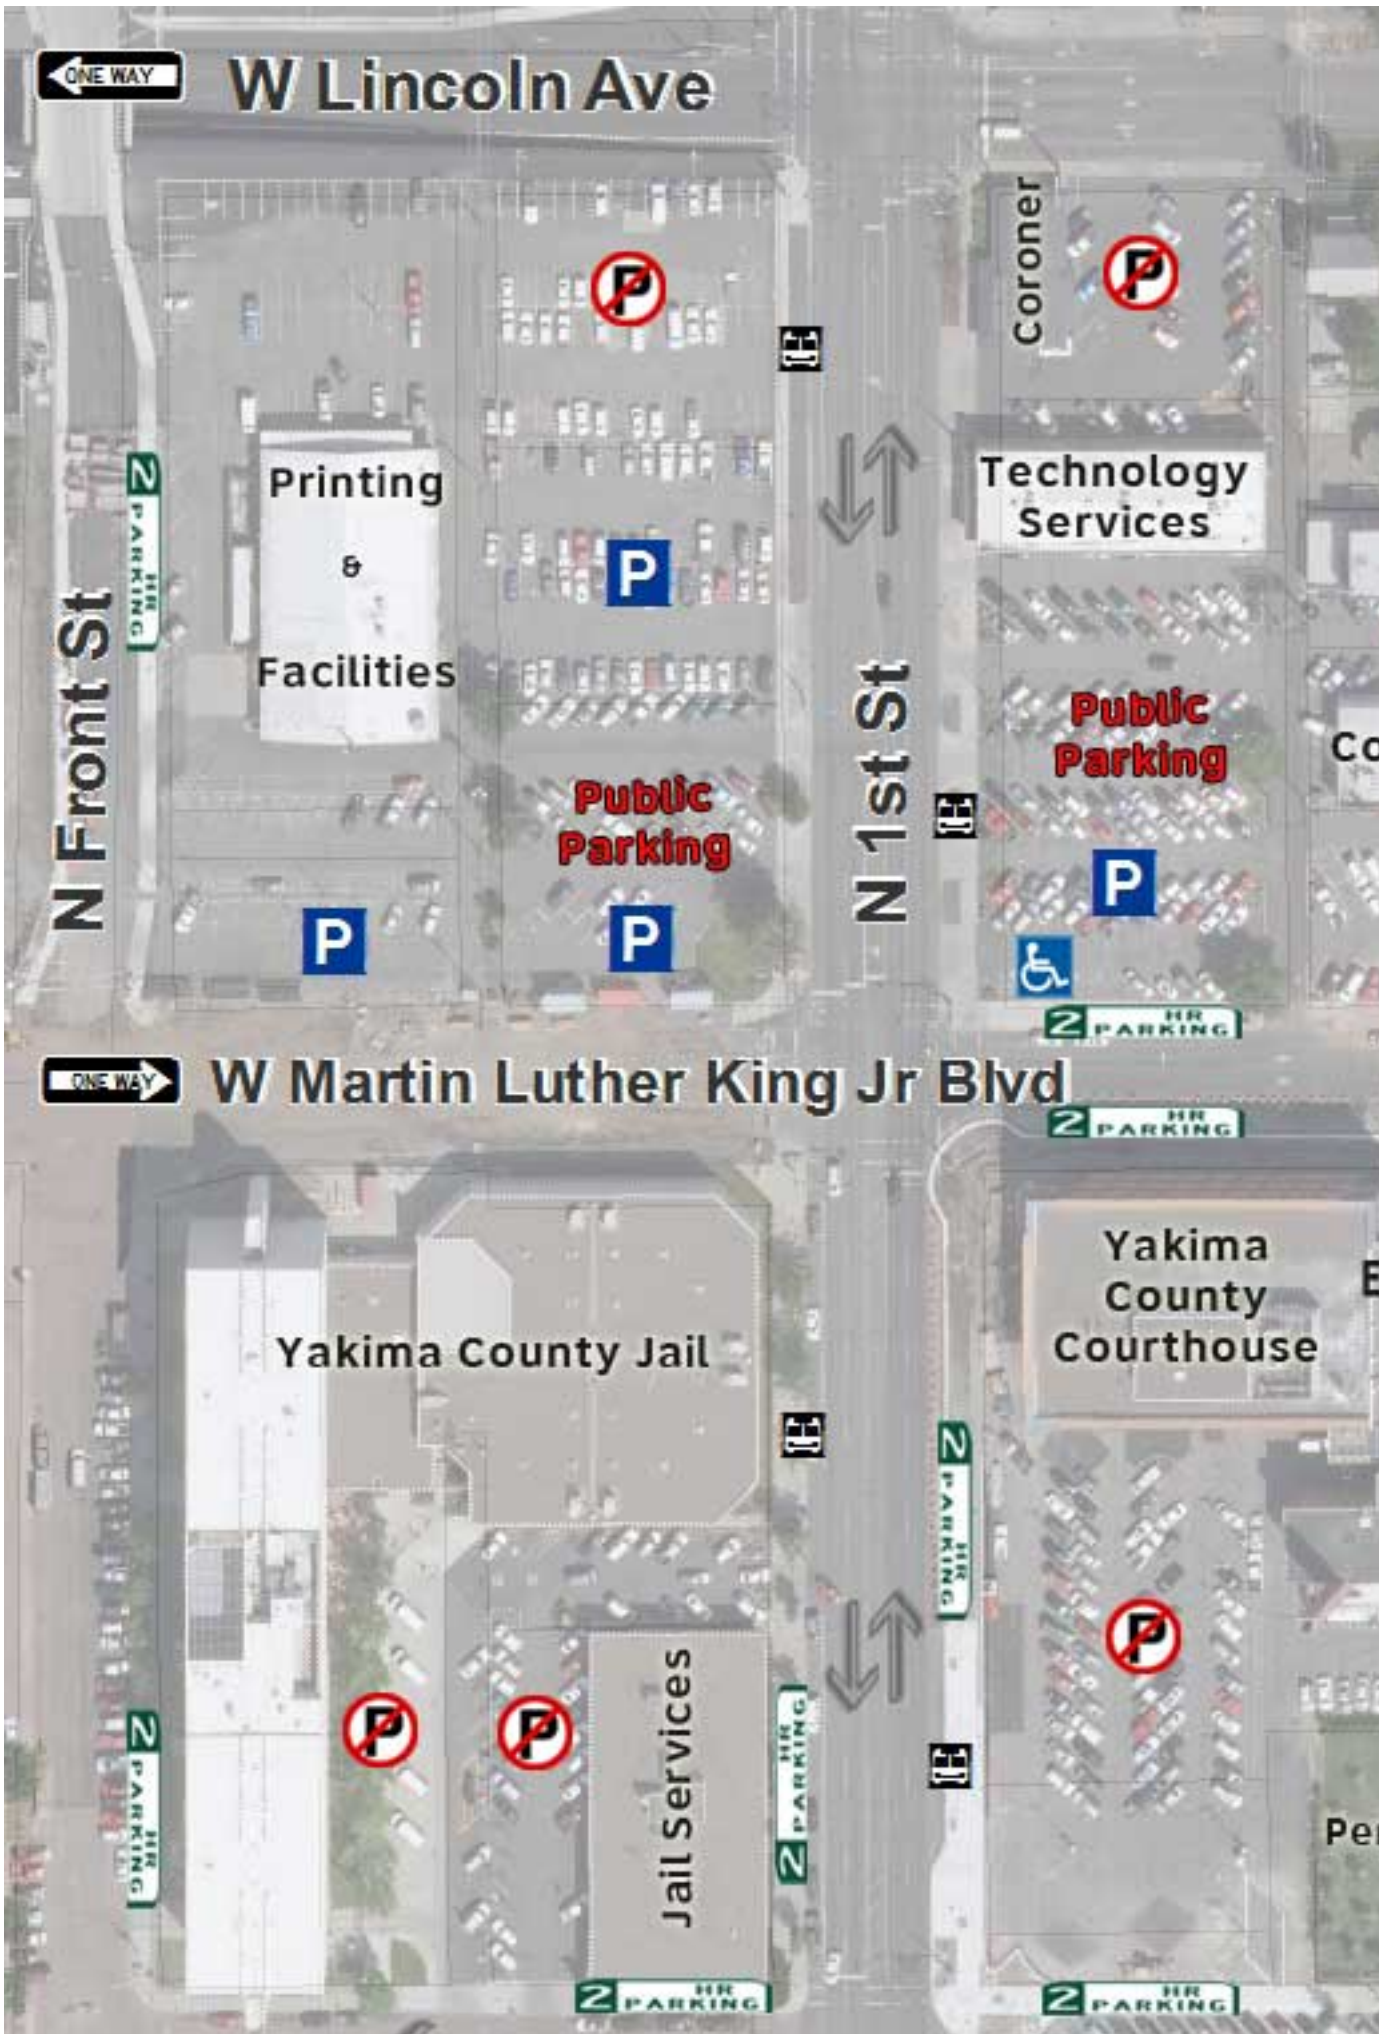 ONE WAY
W Lincoln Ave
Coroner
P
P
Printing
&
Facilities
Technology
Services
2 HR
PARKING
P
N Front St
N 1st St
Public
Parking
Public
Parking
Co
P
P
P
2 HR
PARKING
ONE WAY
W Martin Luther King Jr Blvd
2 HR
PARKING
Yakima
County
Courthouse
E
Yakima County Jail
2 HR
PARKING
P
P
P
Jail Services
2 HR
PARKING
2 HR
PARKING
Per
2 HR
PARKING
2 HR
PARKING